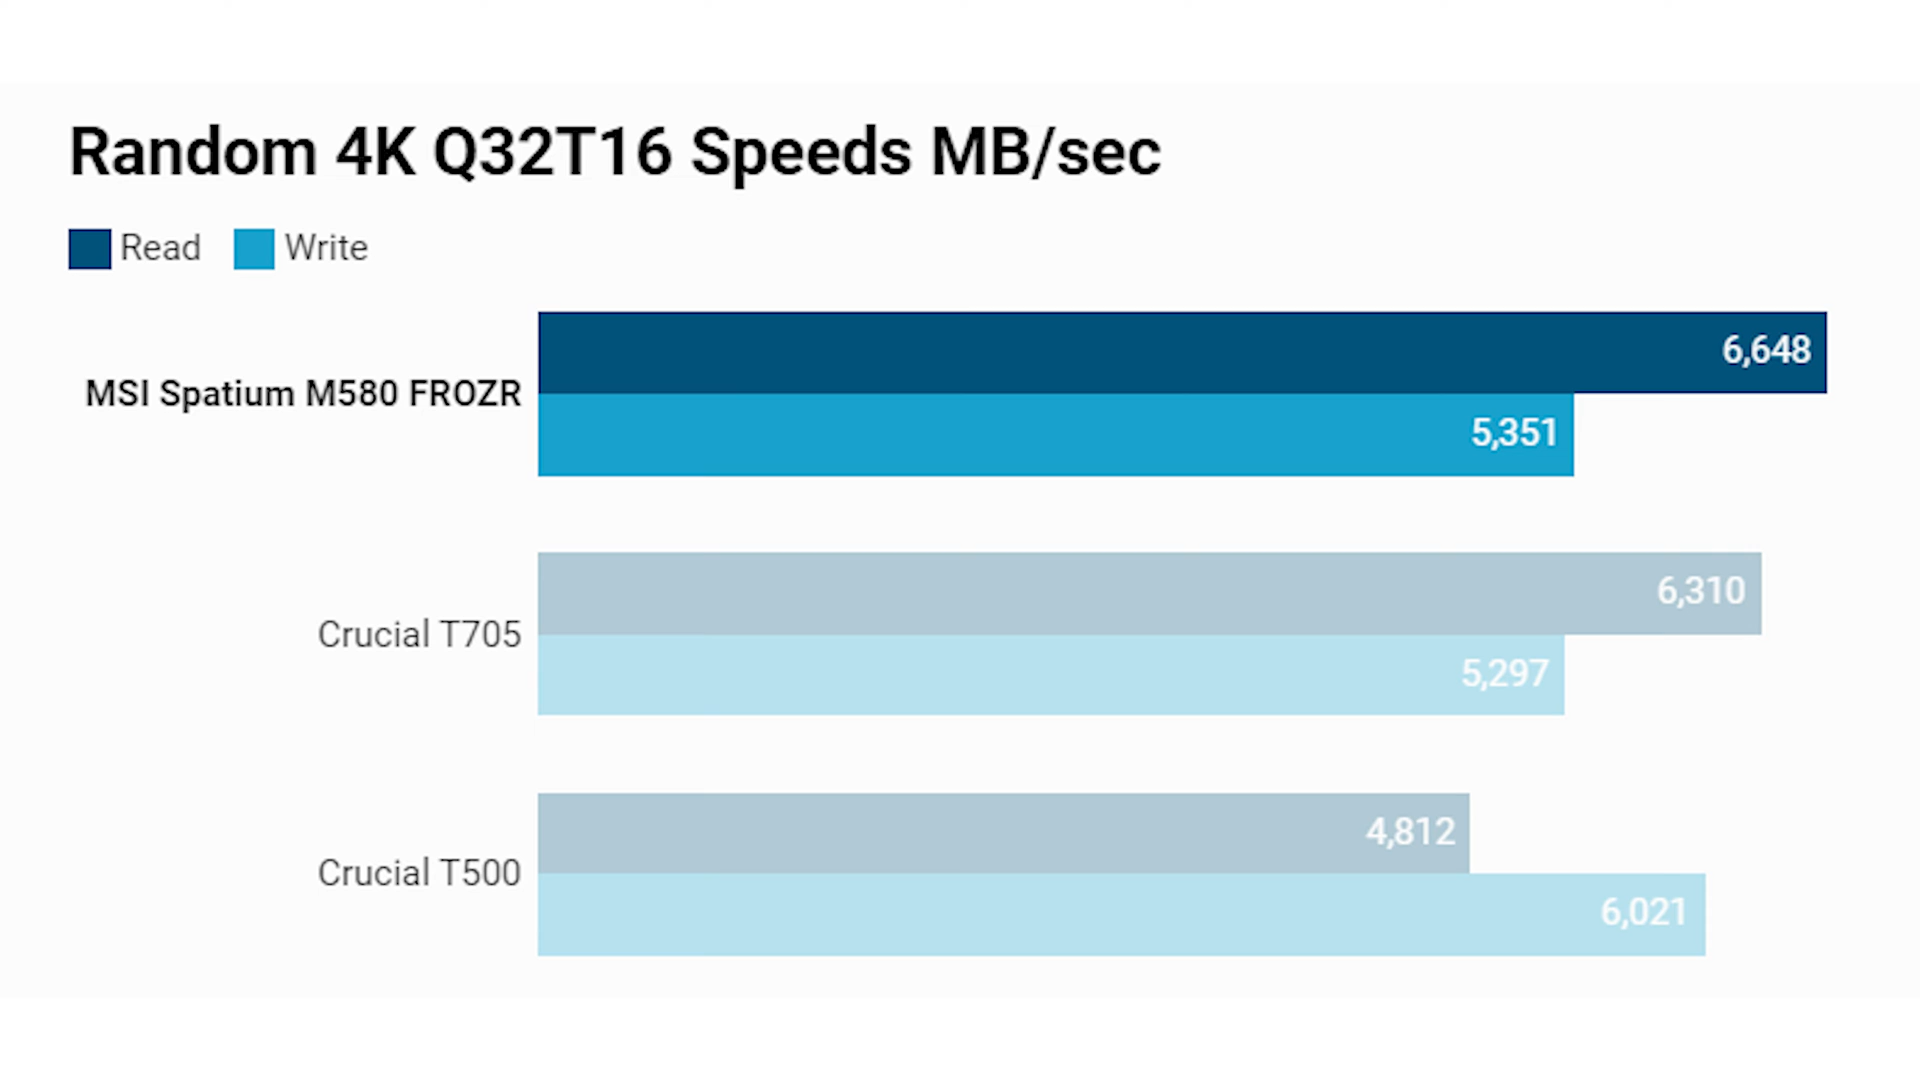 Random 4K Q32T16 Speeds MB/sec
Read Write
MSI Spatium M580 FROZR
6,648
5,351
Crucial T705
6,310
5,297
Crucial T500
4,812
6,021